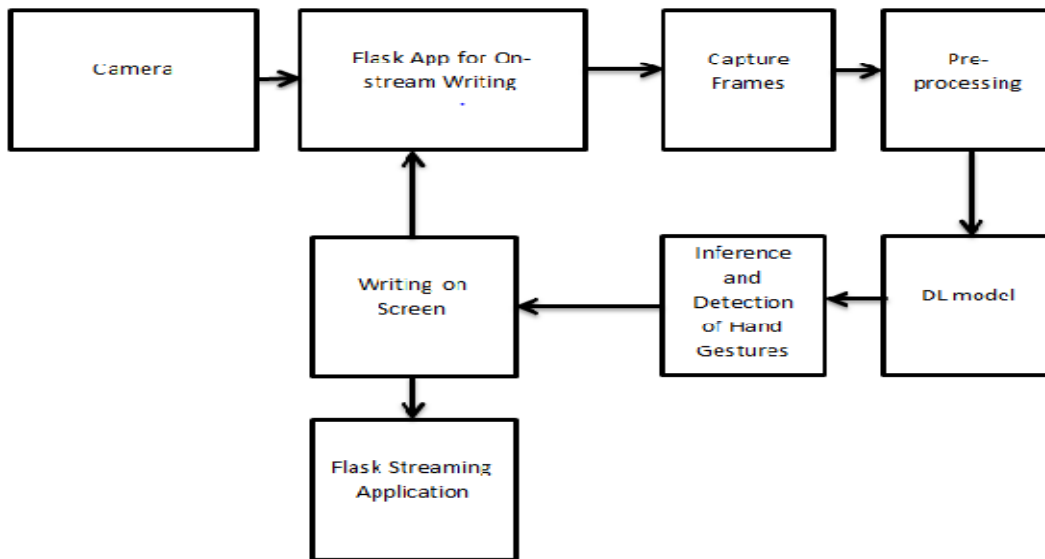 Camera
Flask App for On-
stream Writing
Capture
Frames
Pre-
processing
Writing on
Screen
Inference
and
Detection
of Hand
Gestures
DL model
Flask Streaming
Application